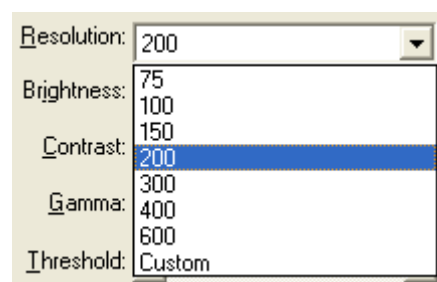 Resolution: 200
Brightness:
Contrast:
Gamma:
Threshold:
75
100
150
200
300
400
600
Custom